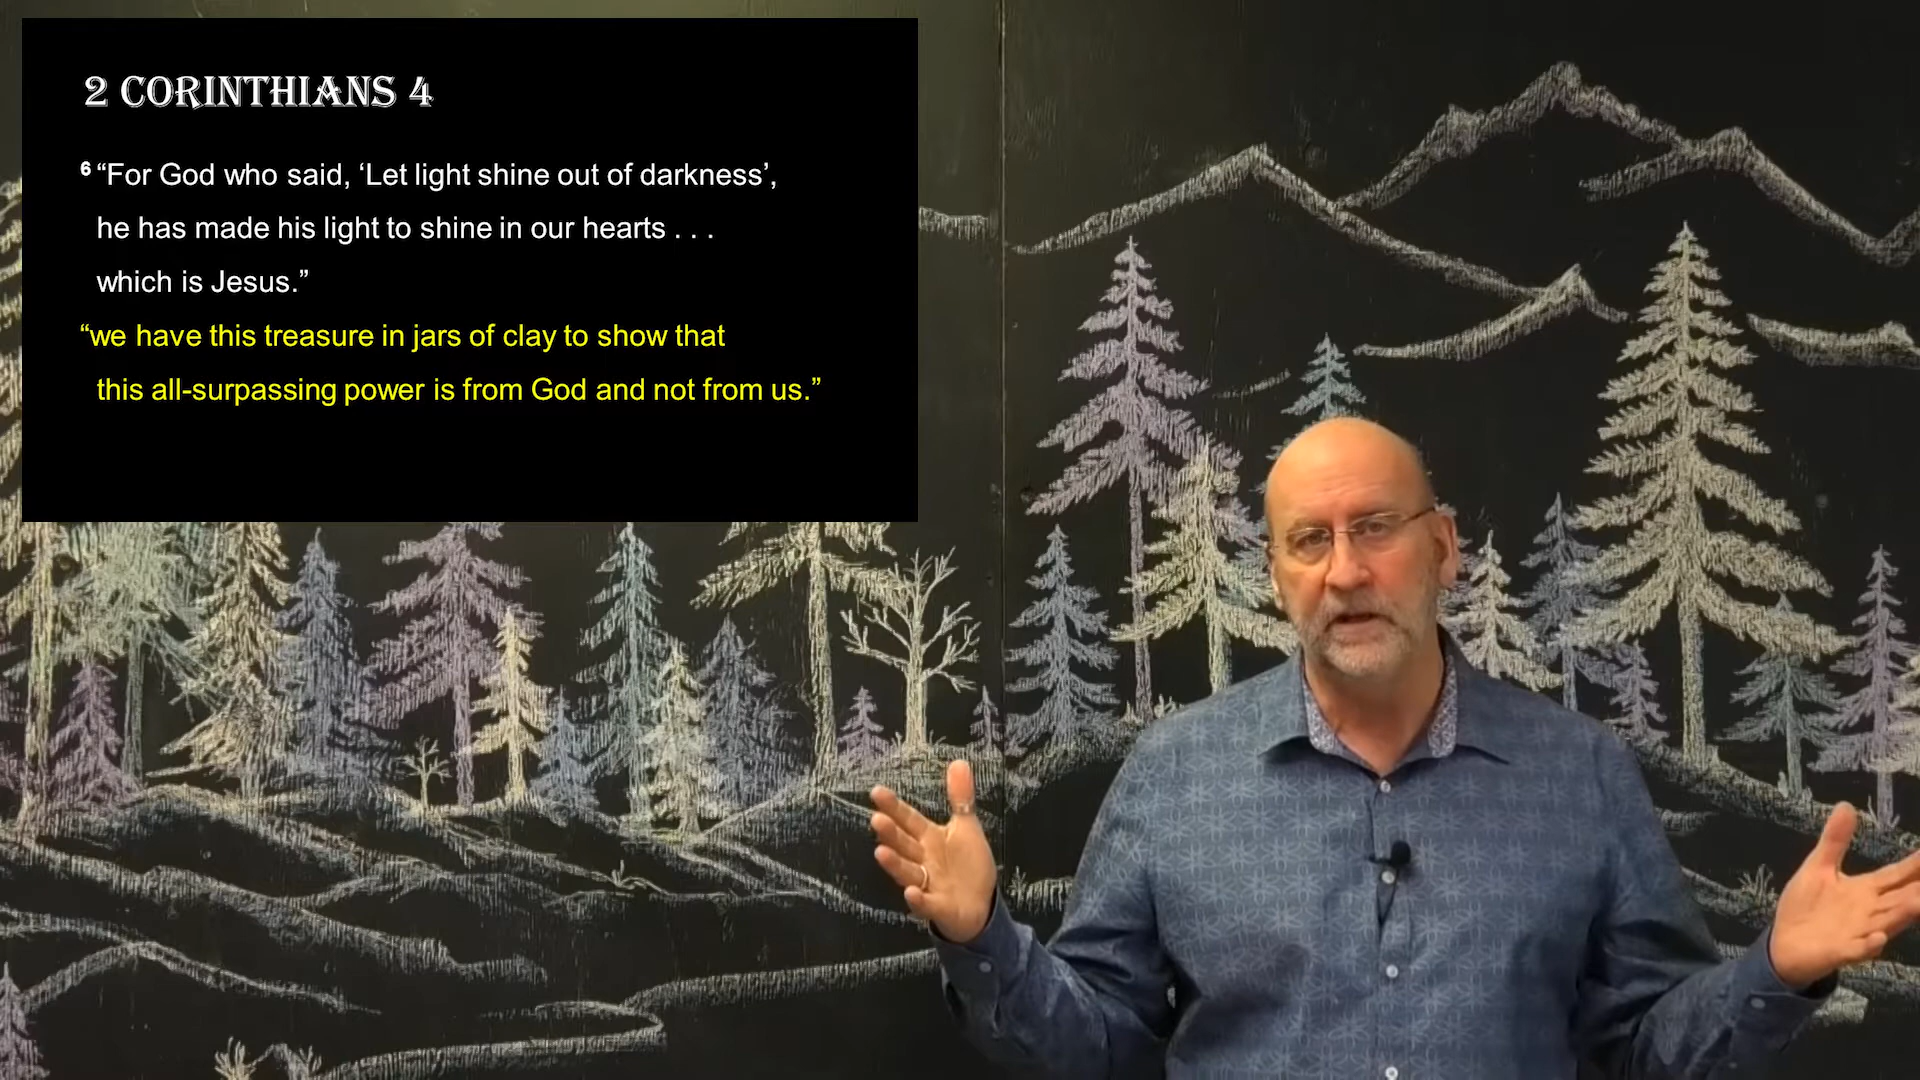 2 CORINTHIANS 4
6 “For God who said, ‘Let light shine out of darkness’,
he has made his light to shine in our hearts . . .
which is Jesus.”
“we have this treasure in jars of clay to show that
this all-surpassing power is from God and not from us.”